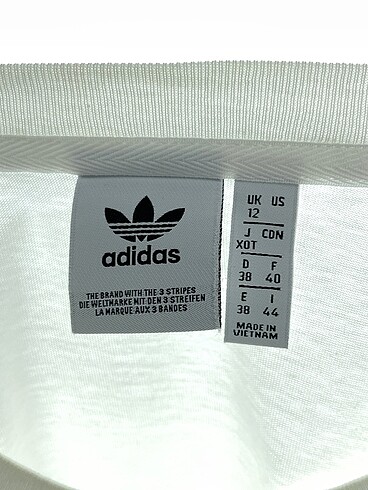 adidas
THE BRAND WITH THE 3 STRIPES
DIE WELTMARKE MIT DEN 3 STREIFEN
LA MARQUE AUX 3 BANDES
UK US
12
J CDN
XOT
D F
38 40
E I
38 44
MADE IN
VIETNAM